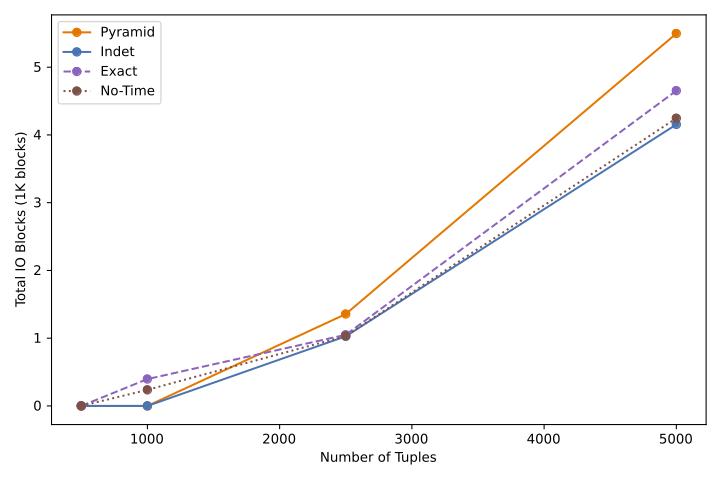 Pyramid
Indet
Exact
No-Time
Total IO Blocks (1K blocks)
5
4
3
2
1
0
1000 2000 3000 4000 5000
Number of Tuples